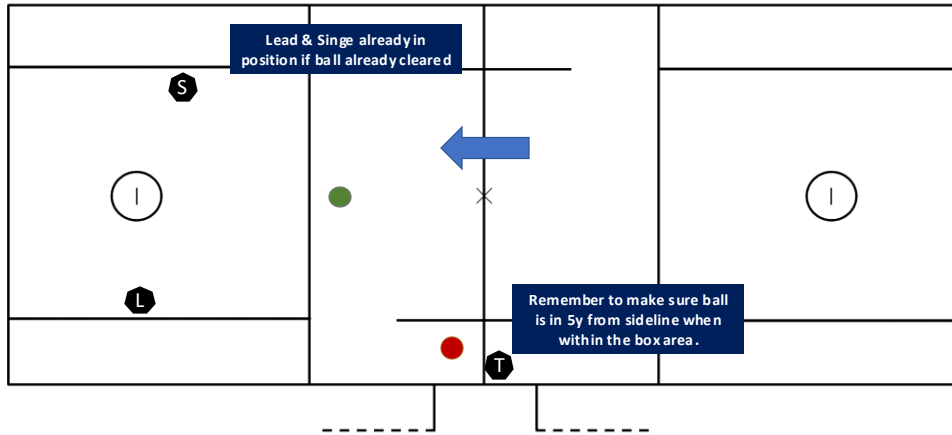 Lead & Singe already in
position if ball already cleared
S
L
Remember to make sure ball
is in 5y from sideline when
within the box area.
T